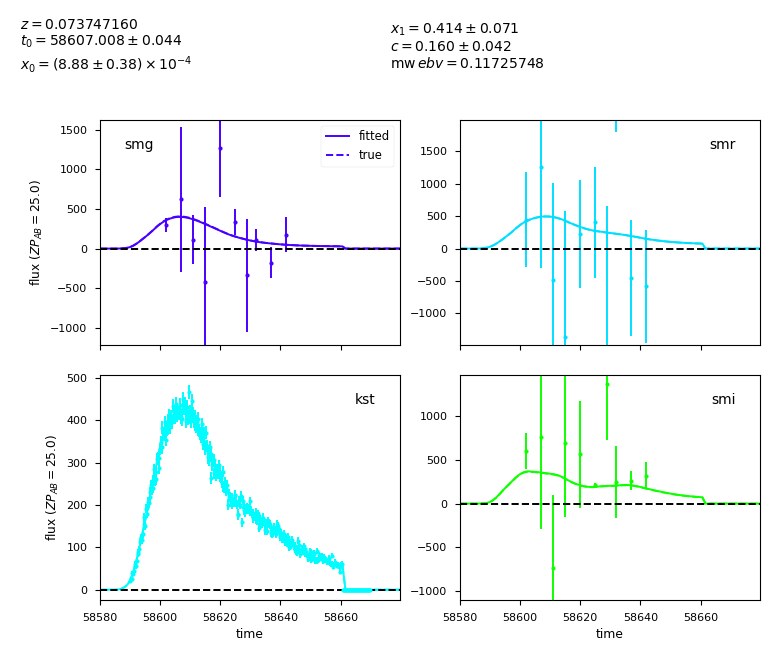 z = 0.073747160
t₀ = 58607.008 ± 0.044
x₀ = (8.88 ± 0.38) × 10⁻⁴
x₁ = 0.414 ± 0.071
c = 0.160 ± 0.042
mw ebv = 0.11725748
smg
fitted
true
1500
1000
500
0
−500
−1000
flux (ZP_AB = 25.0)
smr
1500
1000
500
0
−500
−1000
kst
500
400
300
200
100
0
flux (ZP_AB = 25.0)
58580 58600 58620 58640 58660
time
smi
1000
500
0
−500
−1000
58580 58600 58620 58640 58660
time